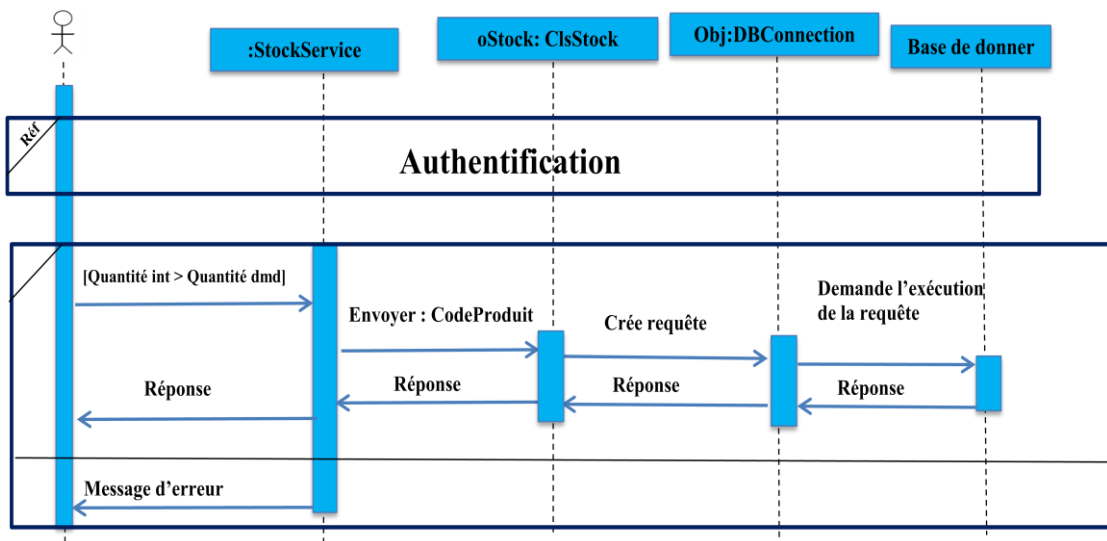 :StockService
oStock: ClsStock
Obj:DBConnection
Base de donner
Réf
Authentification
[Quantité int > Quantité dmd]
Envoyer : CodeProduit
Crée requête
Demande l’exécution
de la requête
Réponse
Réponse
Réponse
Réponse
Message d’erreur